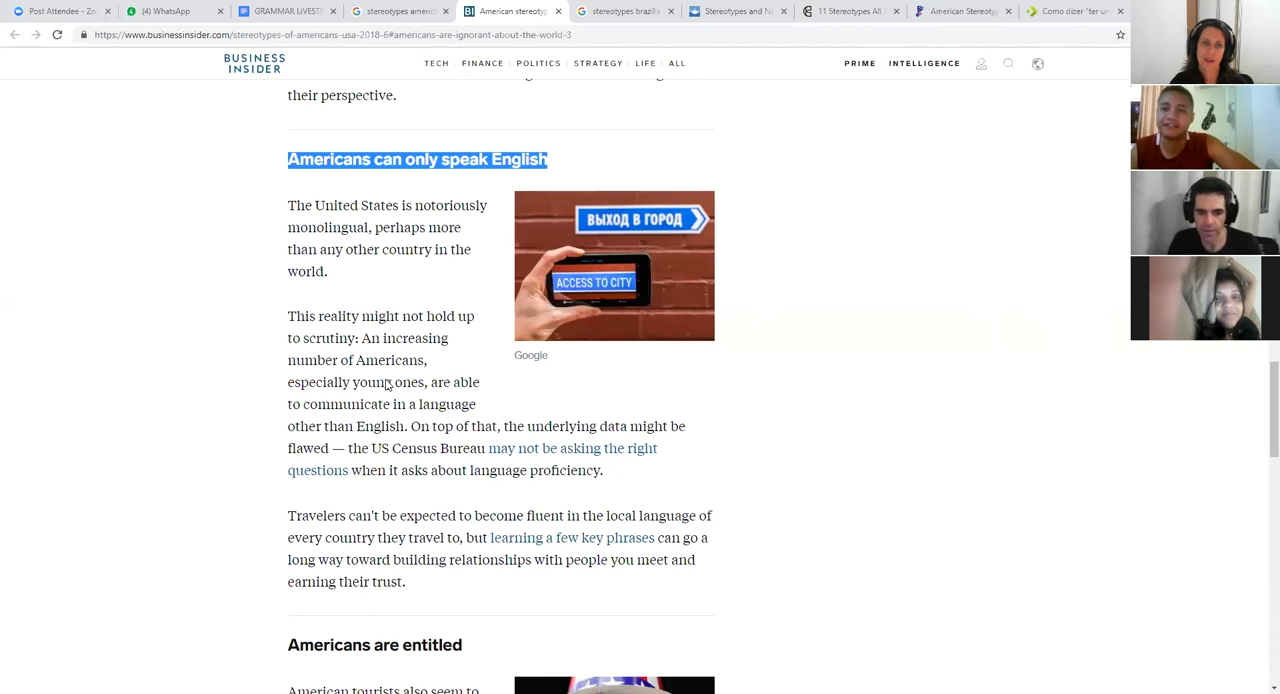 Post Attendee - Zo
(4) WhatsApp
GRAMMAR LiVESTR
stereotypes americ
American stereotyp
stereotypes brazilia
Stereotypes and Ne
11 Stereotypes All
American Stereoty
Como dizer "ter um
https://www.businessinsider.com/stereotypes-of-americans-usa-2018-6#americans-are-ignorant-about-the-world-3
BUSINESS
INSIDER
TECH
FINANCE
POLITICS
STRATEGY
LIFE
ALL
PRIME
INTELLIGENCE
their perspective.
Americans can only speak English
The United States is notoriously
monolingual, perhaps more
than any other country in the
world.
ВЫХОД В ГОРОД
ACCESS TO CITY
Google
This reality might not hold up
to scrutiny: An increasing
number of Americans,
especially young ones, are able
to communicate in a language
other than English. On top of that, the underlying data might be
flawed — the US Census Bureau may not be asking the right
questions when it asks about language proficiency.
Travelers can't be expected to become fluent in the local language of
every country they travel to, but learning a few key phrases can go a
long way toward building relationships with people you meet and
earning their trust.
Americans are entitled
American tourists also seem to